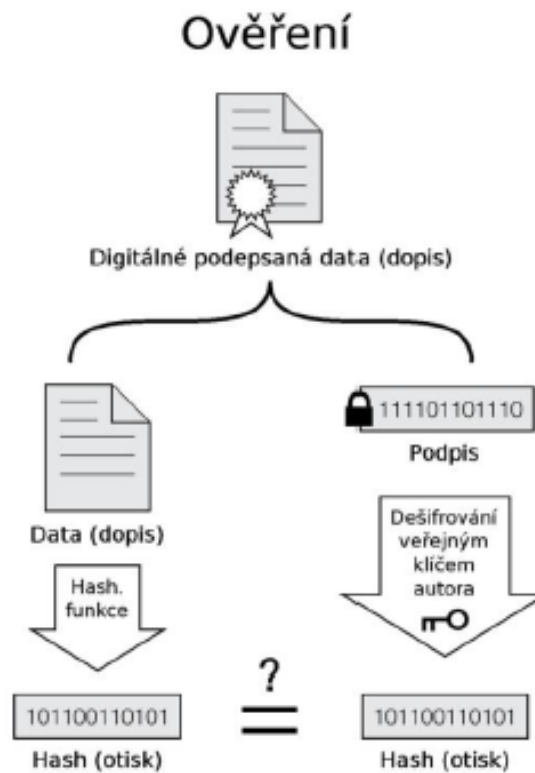 Ověření
Digitálné podepsaná data (dopis)
111101101110
Podpis
Data (dopis)
Hash.
funkce
Dešifrování
veřejným
klíčem
autora
?
=
101100110101
101100110101
Hash (otisk)
Hash (otisk)